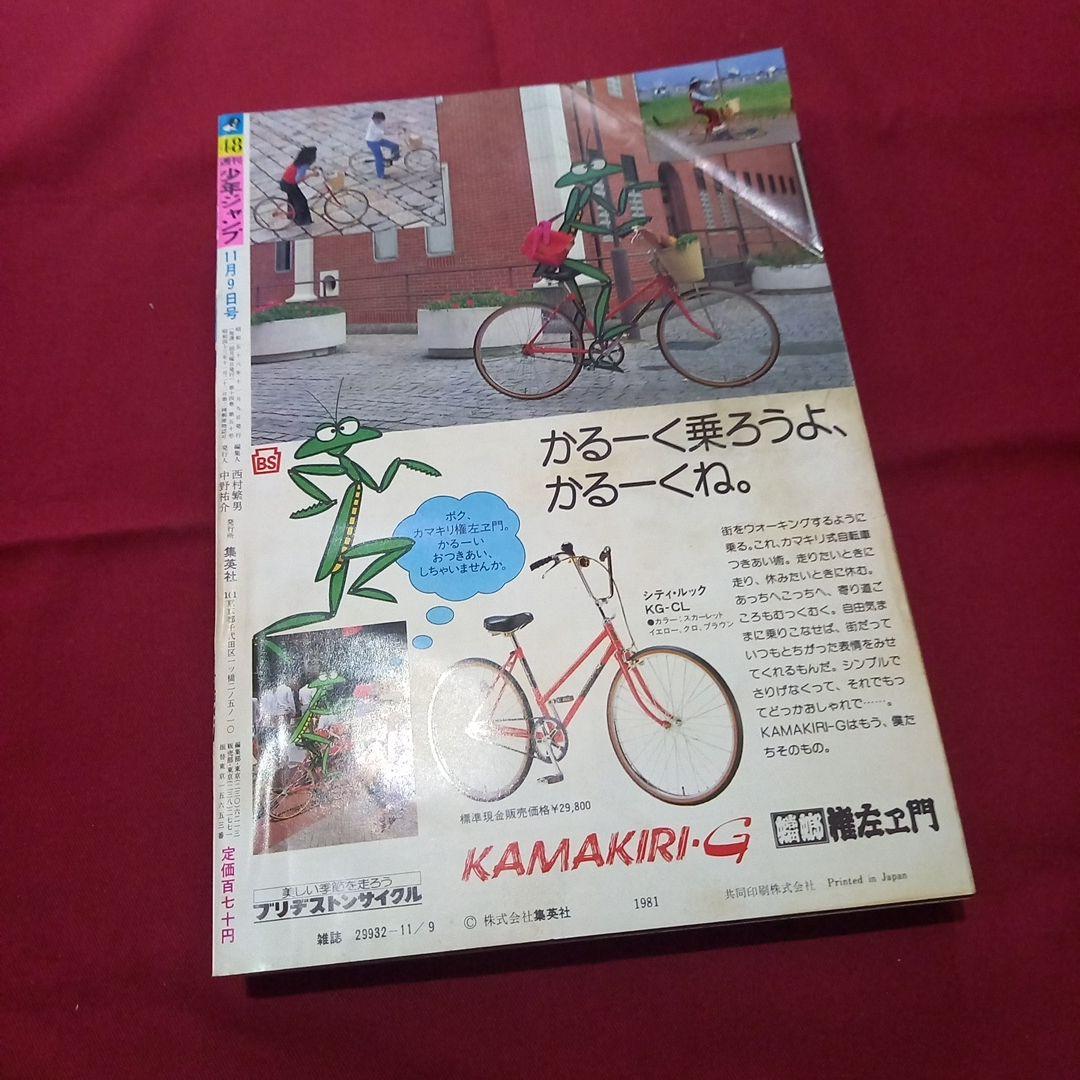 48
週刊
少年ジャンプ
11月9日号
編集人 西村繁男
発行人 中野祐介
発行所 集英社
定価百七十円
BS
かるーく乗ろうよ、
かるーくね。
ボク、
カマキリ権左ヱ門。
かるーい
おつきあい、
しちゃいませんか。
シティ・ルック
KG-CL
●カラー:スカーレット
イエロー、クロ、ブラウン
街をウオーキングするように
乗る。これ、カマキリ式自転車
つきあい術。走りたいときに
走り、休みたいときに休む。
あっちへこっちへ、寄り道ご
ころもむっくむく。自由気ま
まに乗りこなせば、街だって
いつもとちがった表情をみせ
てくれるもんだ。シンプルで
さりげなくって、それでもっ
てどっかおしゃれで……。
KAMAKIRI-Gはもう、僕た
ちそのもの。
標準現金販売価格¥29,800
KAMAKIRI・G
蟷螂 権左ヱ門
美しい季節を走ろう
ブリヂストンサイクル
雑誌 29932-11/9
© 株式会社集英社
1981
共同印刷株式会社 Printed in Japan